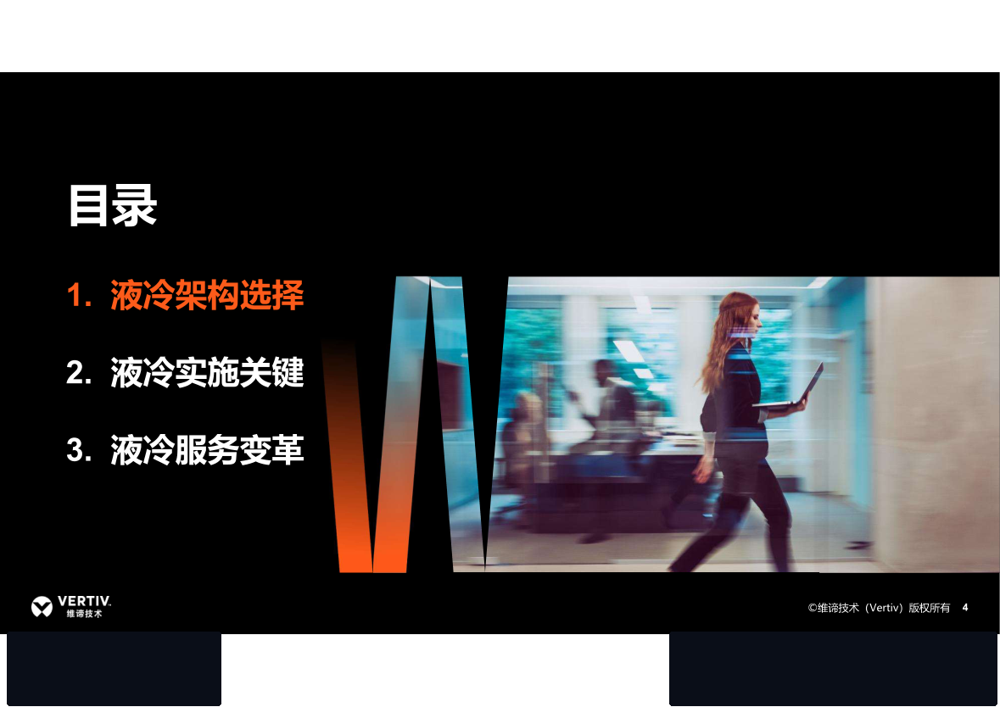 目录
1. 液冷架构选择
2. 液冷实施关键
3. 液冷服务变革
VERTIV™
维谛技术
©维谛技术（Vertiv）版权所有 4